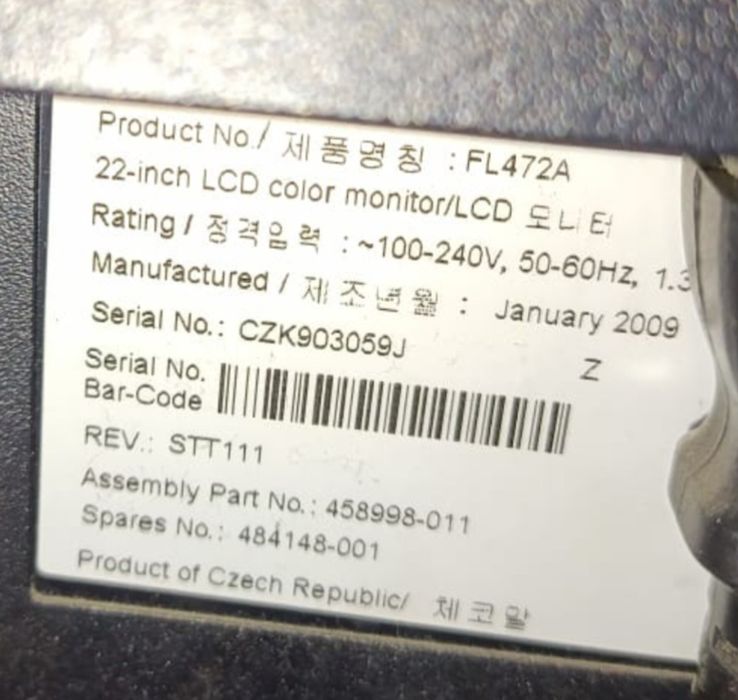 Product No./ 제품명칭 : FL472A
22-inch LCD color monitor/LCD 모니터
Rating / 정격입력 : ~100-240V, 50-60Hz, 1.3
Manufactured / 제조년월 : January 2009
Serial No.: CZK903059J
Z
Serial No.
Bar-Code
REV.: STT111
Assembly Part No.: 458998-011
Spares No.: 484148-001
Product of Czech Republic/ 체코